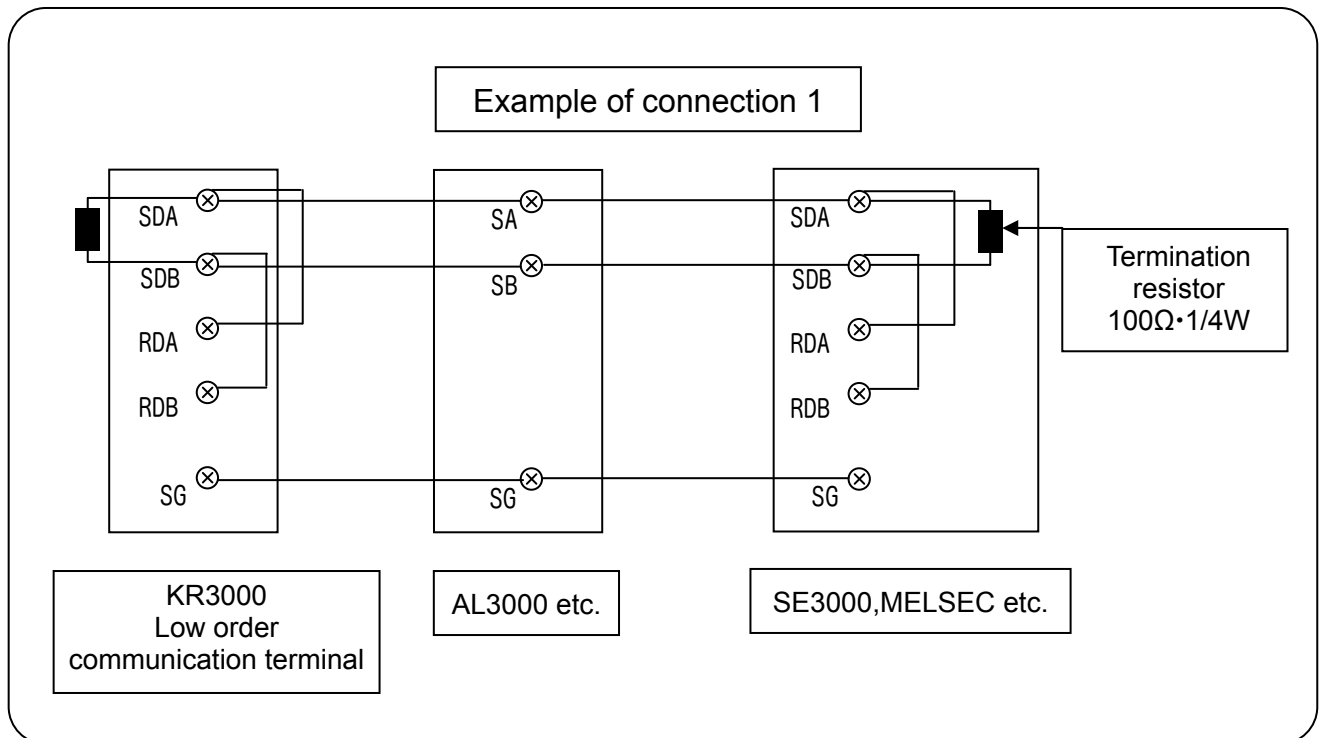 Example of connection 1
SDA
SDB
RDA
RDB
SG
SA
SB
SG
SDA
SDB
RDA
RDB
SG
Termination
resistor
100Ω・1/4W
KR3000
Low order
communication terminal
AL3000 etc.
SE3000,MELSEC etc.